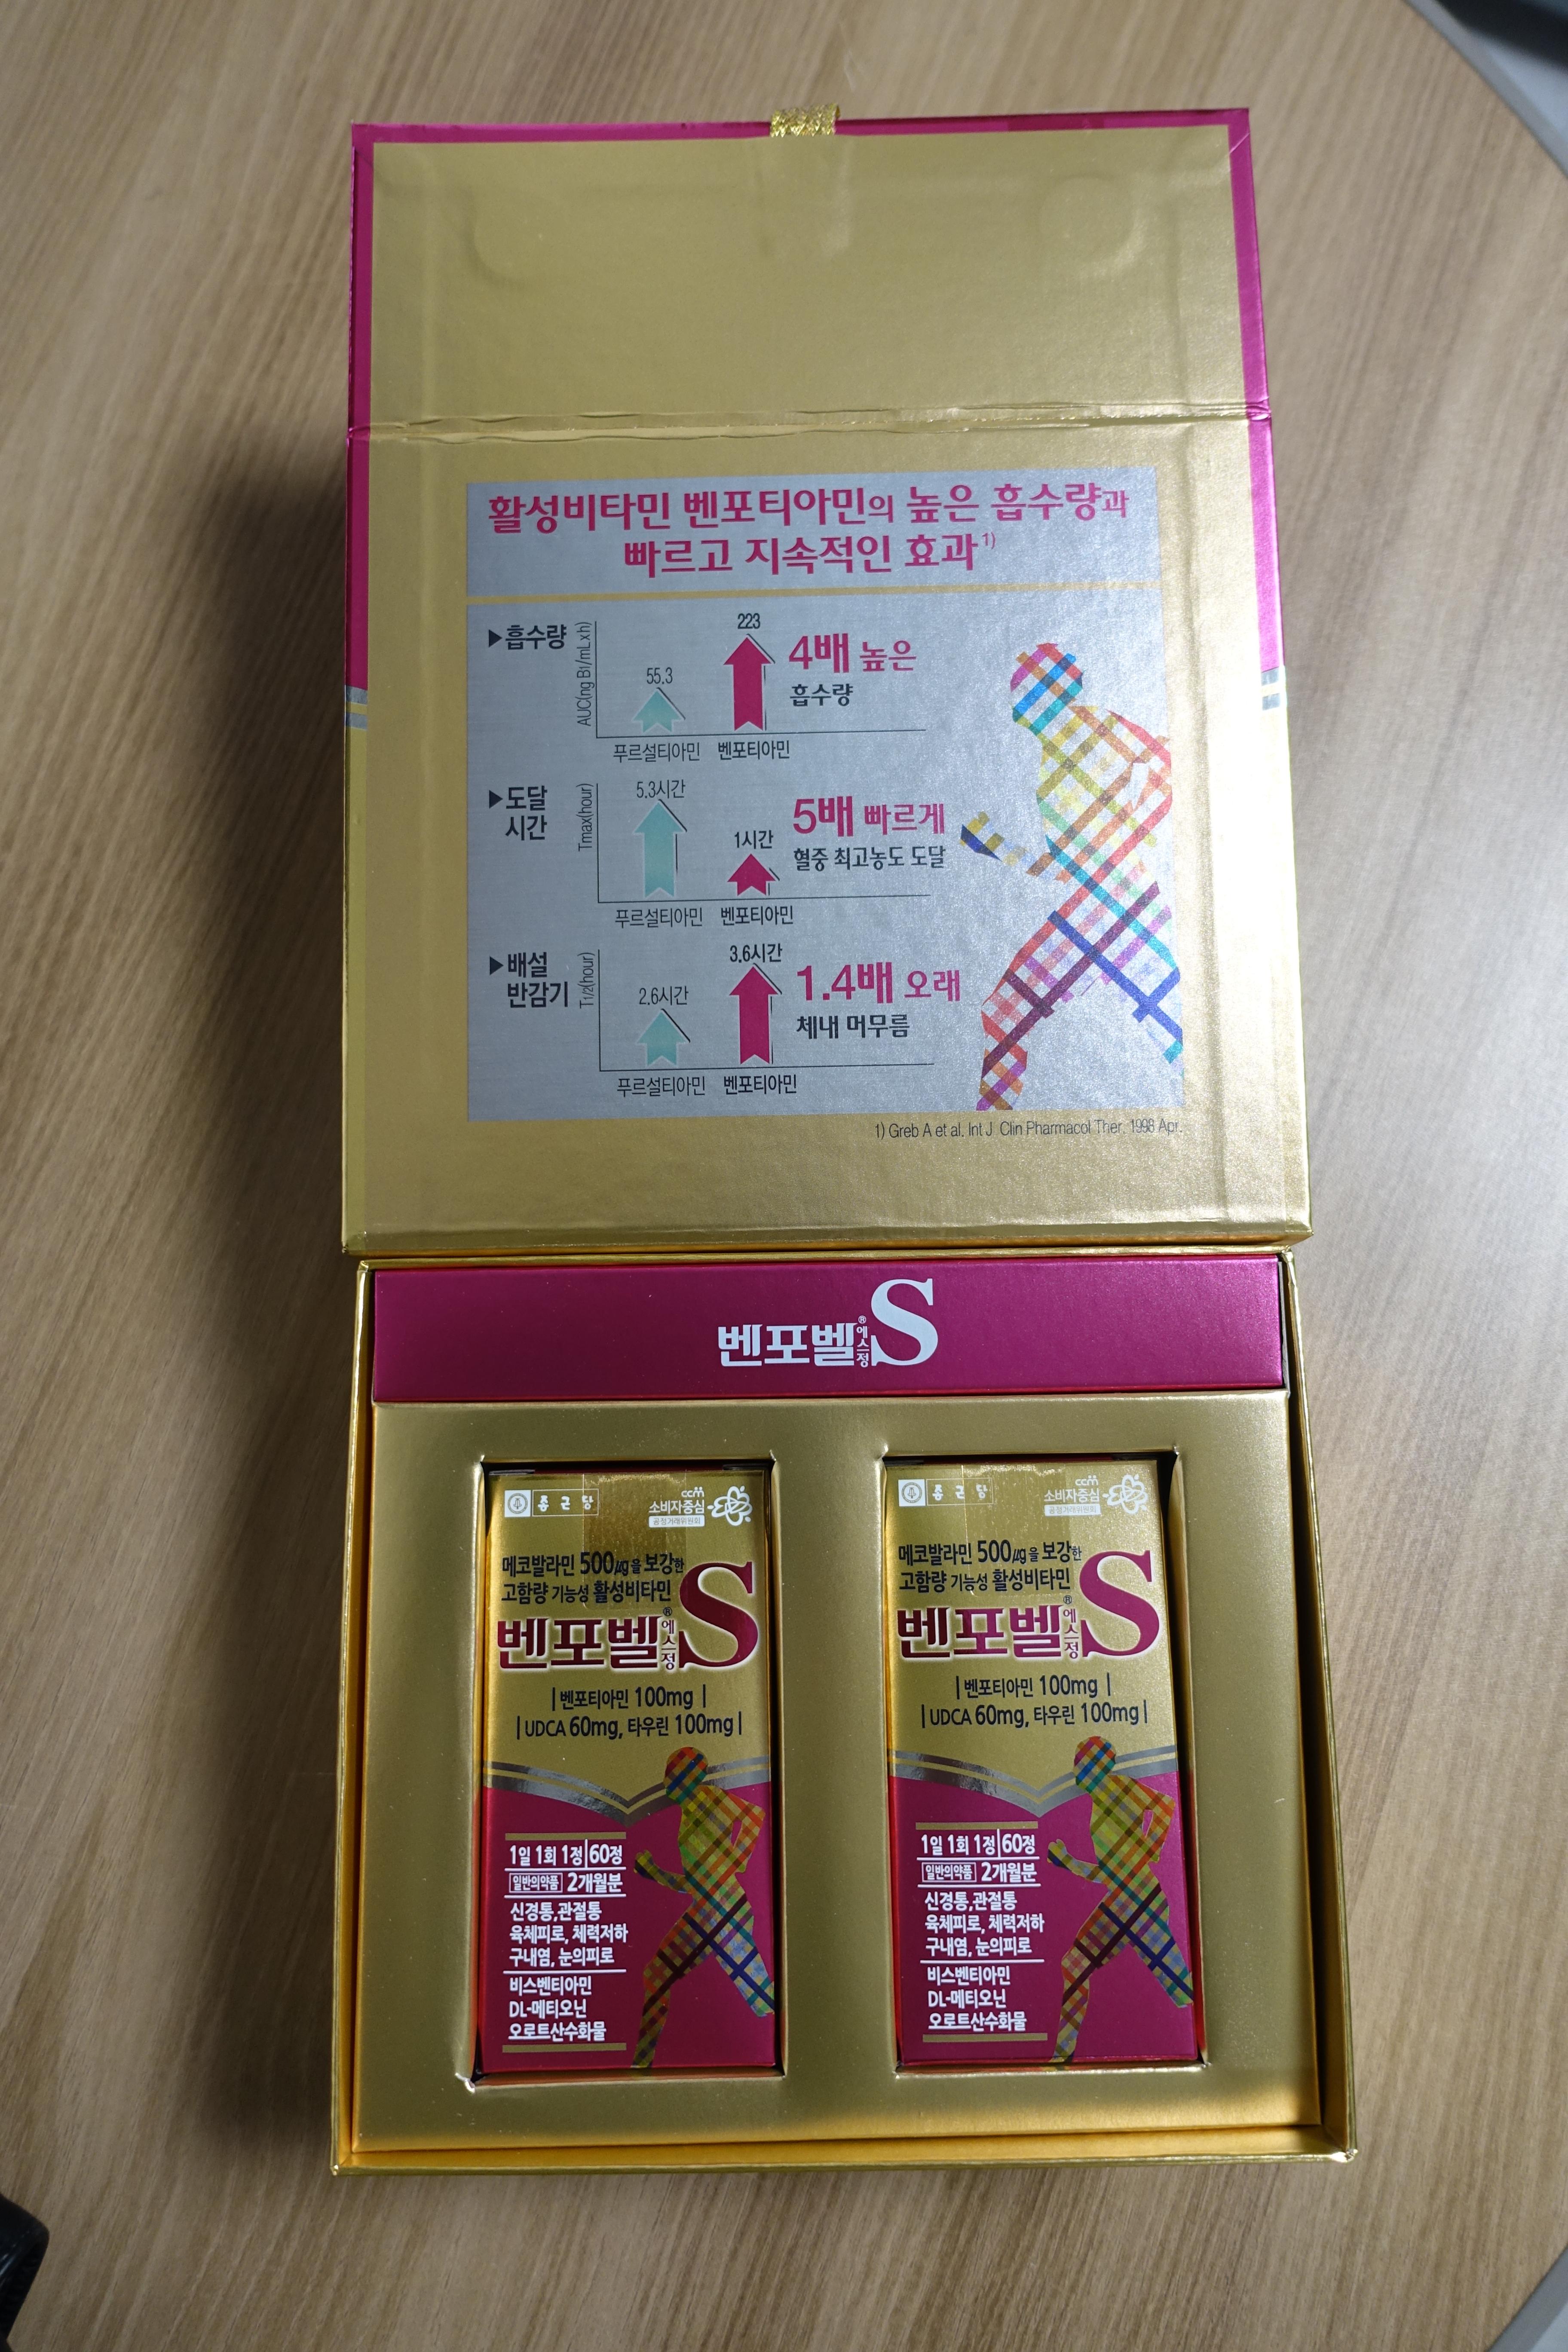 활성비타민 벤포티아민의 높은 흡수량과
빠르고 지속적인 효과1)
▶흡수량
AUC(ng B1/mL×h)
55.3
223
푸르설티아민 벤포티아민
4배 높은
흡수량
▶도달
시간
Tmax(hour)
5.3시간
1시간
푸르설티아민 벤포티아민
5배 빠르게
혈중 최고농도 도달
▶배설
반감기
T1/2(hour)
2.6시간
3.6시간
푸르설티아민 벤포티아민
1.4배 오래
체내 머무름
1) Greb A et al. Int J Clin Pharmacol Ther. 1998 Apr.
벤포벨® 에스정 S
종근당
ccm
소비자중심
공정거래위원회
메코발라민 500㎍을 보강한
고함량 기능성 활성비타민
벤포벨® 에스정 S
| 벤포티아민 100mg |
| UDCA 60mg, 타우린 100mg |
1일 1회 1정|60정
일반의약품 2개월분
신경통,관절통
육체피로, 체력저하
구내염, 눈의피로
비스벤티아민
DL-메티오닌
오로트산수화물
종근당
ccm
소비자중심
공정거래위원회
메코발라민 500㎍을 보강한
고함량 기능성 활성비타민
벤포벨® 에스정 S
| 벤포티아민 100mg |
| UDCA 60mg, 타우린 100mg |
1일 1회 1정|60정
일반의약품 2개월분
신경통,관절통
육체피로, 체력저하
구내염, 눈의피로
비스벤티아민
DL-메티오닌
오로트산수화물